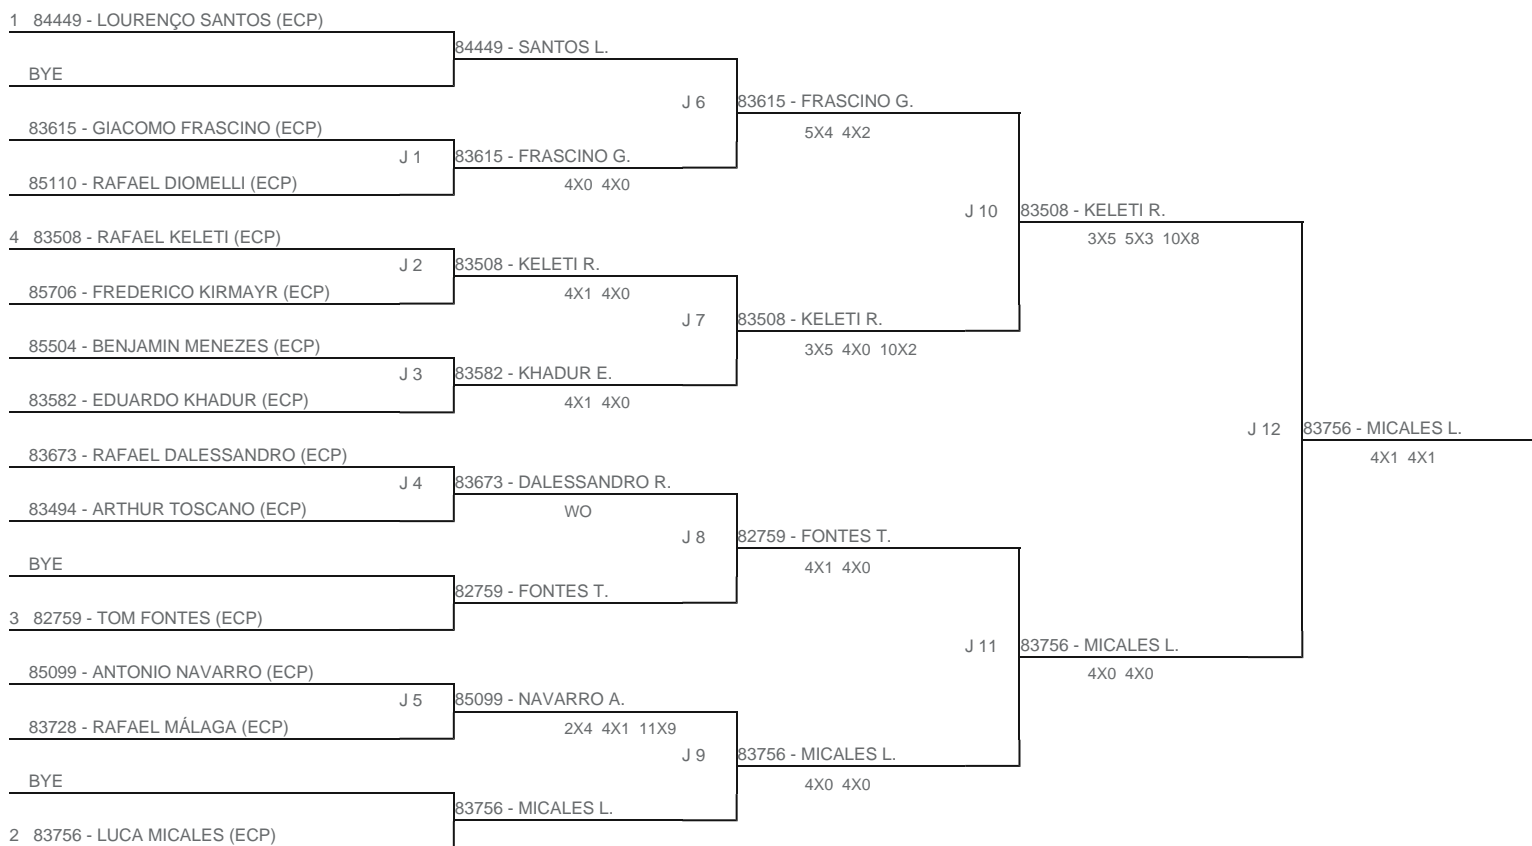 1 84449 - LOURENÇO SANTOS (ECP)
84449 - SANTOS L.
BYE
J 6 83615 - FRASCINO G.
83615 - GIACOMO FRASCINO (ECP)
5X4 4X2
J 1 83615 - FRASCINO G.
85110 - RAFAEL DIOMELLI (ECP)
4X0 4X0
J 10 83508 - KELETI R.
4 83508 - RAFAEL KELETI (ECP)
3X5 5X3 10X8
J 2 83508 - KELETI R.
85706 - FREDERICO KIRMAYR (ECP)
4X1 4X0
J 7 83508 - KELETI R.
85504 - BENJAMIN MENEZES (ECP)
3X5 4X0 10X2
J 3 83582 - KHADUR E.
83582 - EDUARDO KHADUR (ECP)
4X1 4X0
J 12 83756 - MICALES L.
83673 - RAFAEL DALESSANDRO (ECP)
4X1 4X1
J 4 83673 - DALESSANDRO R.
83494 - ARTHUR TOSCANO (ECP)
WO
J 8 82759 - FONTES T.
BYE
4X1 4X0
82759 - FONTES T.
3 82759 - TOM FONTES (ECP)
J 11 83756 - MICALES L.
85099 - ANTONIO NAVARRO (ECP)
4X0 4X0
J 5 85099 - NAVARRO A.
83728 - RAFAEL MÁLAGA (ECP)
2X4 4X1 11X9
J 9 83756 - MICALES L.
BYE
4X0 4X0
83756 - MICALES L.
2 83756 - LUCA MICALES (ECP)